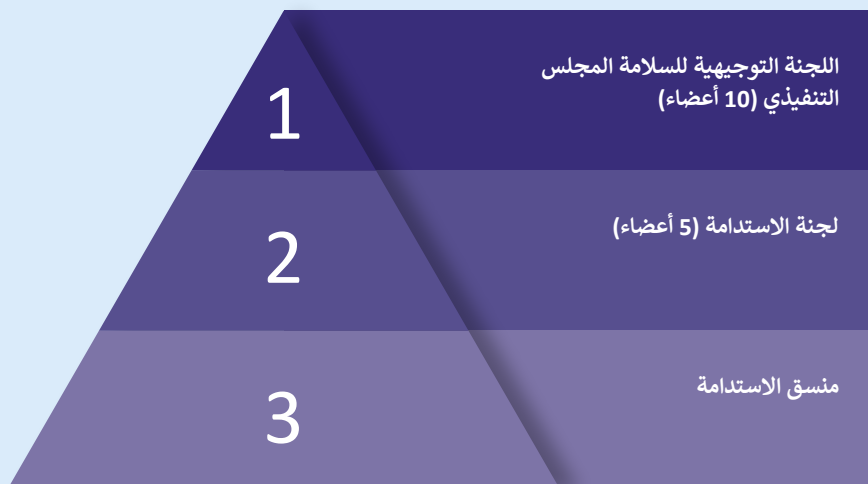 1
اللجنة التوجيهية للسلامة المجلس
التنفيذي (10 أعضاء)
2
لجنة الاستدامة (5 أعضاء)
3
منسق الاستدامة